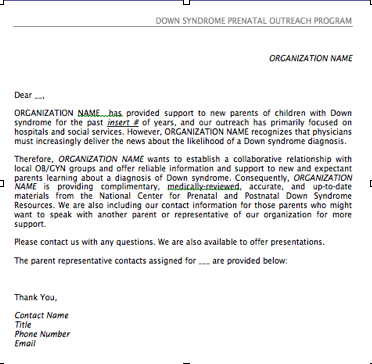 DOWN SYNDROME PRENATAL OUTREACH PROGRAM
ORGANIZATION NAME
Dear __,
ORGANIZATION NAME has provided support to new parents of children with Down
syndrome for the past insert # of years, and our outreach has primarily focused on
hospitals and social services. However, ORGANIZATION NAME recognizes that physicians
must increasingly deliver the news about the likelihood of a Down syndrome diagnosis.
Therefore, ORGANIZATION NAME wants to establish a collaborative relationship with
local OB/GYN groups and offer reliable information and support to new and expectant
parents learning about a diagnosis of Down syndrome. Consequently, ORGANIZATION
NAME is providing complimentary, medically-reviewed, accurate, and up-to-date
materials from the National Center for Prenatal and Postnatal Down Syndrome
Resources. We are also including our contact information for those parents who might
want to speak with another parent or representative of our organization for more
support.
Please contact us with any questions. We are also available to offer presentations.
The parent representative contacts assigned for ___ are provided below:
Thank You,
Contact Name
Title
Phone Number
Email